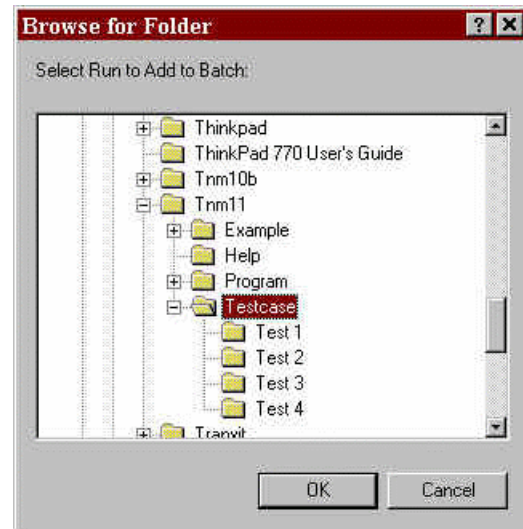 Browse for Folder
Select Run to Add to Batch:
Thinkpad
ThinkPad 770 User's Guide
Tnm10b
Tnm11
Example
Help
Program
Testcase
Test 1
Test 2
Test 3
Test 4
Tranxit
OK
Cancel